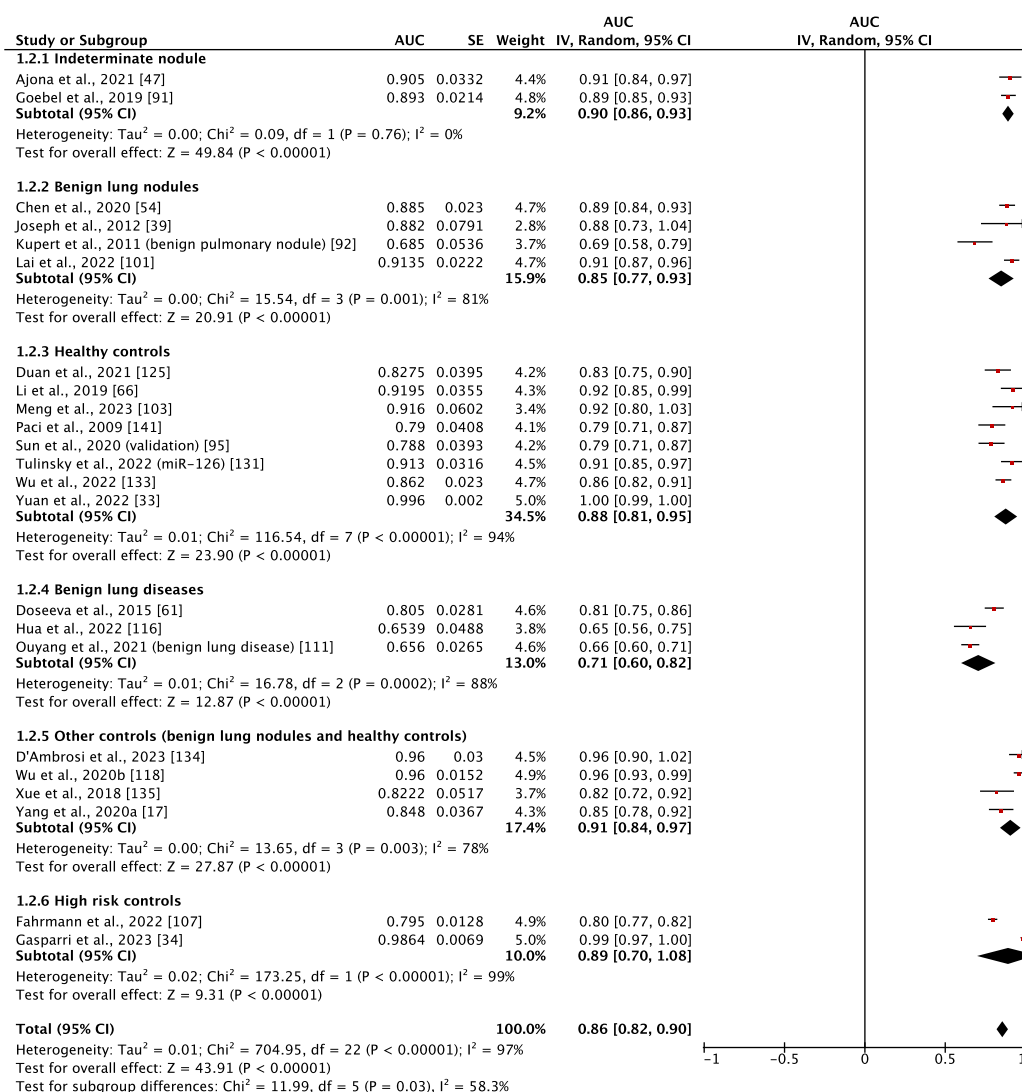 AUC AUC
Study or Subgroup AUC SE Weight IV, Random, 95% CI IV, Random, 95% CI
1.2.1 Indeterminate nodule
Ajona et al., 2021 [47] 0.905 0.0332 4.4% 0.91 [0.84, 0.97]
Goebel et al., 2019 [91] 0.893 0.0214 4.8% 0.89 [0.85, 0.93]
Subtotal (95% CI) 9.2% 0.90 [0.86, 0.93]
Heterogeneity: Tau² = 0.00; Chi² = 0.09, df = 1 (P = 0.76); I² = 0%
Test for overall effect: Z = 49.84 (P < 0.00001)
1.2.2 Benign lung nodules
Chen et al., 2020 [54] 0.885 0.023 4.7% 0.89 [0.84, 0.93]
Joseph et al., 2012 [39] 0.882 0.0791 2.8% 0.88 [0.73, 1.04]
Kupert et al., 2011 (benign pulmonary nodule) [92] 0.685 0.0536 3.7% 0.69 [0.58, 0.79]
Lai et al., 2022 [101] 0.9135 0.0222 4.7% 0.91 [0.87, 0.96]
Subtotal (95% CI) 15.9% 0.85 [0.77, 0.93]
Heterogeneity: Tau² = 0.00; Chi² = 15.54, df = 3 (P = 0.001); I² = 81%
Test for overall effect: Z = 20.91 (P < 0.00001)
1.2.3 Healthy controls
Duan et al., 2021 [125] 0.8275 0.0395 4.2% 0.83 [0.75, 0.90]
Li et al., 2019 [66] 0.9195 0.0355 4.3% 0.92 [0.85, 0.99]
Meng et al., 2023 [103] 0.916 0.0602 3.4% 0.92 [0.80, 1.03]
Paci et al., 2009 [141] 0.79 0.0408 4.1% 0.79 [0.71, 0.87]
Sun et al., 2020 (validation) [95] 0.788 0.0393 4.2% 0.79 [0.71, 0.87]
Tulinsky et al., 2022 (miR-126) [131] 0.913 0.0316 4.5% 0.91 [0.85, 0.97]
Wu et al., 2022 [133] 0.862 0.023 4.7% 0.86 [0.82, 0.91]
Yuan et al., 2022 [33] 0.996 0.002 5.0% 1.00 [0.99, 1.00]
Subtotal (95% CI) 34.5% 0.88 [0.81, 0.95]
Heterogeneity: Tau² = 0.01; Chi² = 116.54, df = 7 (P < 0.00001); I² = 94%
Test for overall effect: Z = 23.90 (P < 0.00001)
1.2.4 Benign lung diseases
Doseeva et al., 2015 [61] 0.805 0.0281 4.6% 0.81 [0.75, 0.86]
Hua et al., 2022 [116] 0.6539 0.0488 3.8% 0.65 [0.56, 0.75]
Ouyang et al., 2021 (benign lung disease) [111] 0.656 0.0265 4.6% 0.66 [0.60, 0.71]
Subtotal (95% CI) 13.0% 0.71 [0.60, 0.82]
Heterogeneity: Tau² = 0.01; Chi² = 16.78, df = 2 (P = 0.0002); I² = 88%
Test for overall effect: Z = 12.87 (P < 0.00001)
1.2.5 Other controls (benign lung nodules and healthy controls)
D'Ambrosi et al., 2023 [134] 0.96 0.03 4.5% 0.96 [0.90, 1.02]
Wu et al., 2020b [118] 0.96 0.0152 4.9% 0.96 [0.93, 0.99]
Xue et al., 2018 [135] 0.8222 0.0517 3.7% 0.82 [0.72, 0.92]
Yang et al., 2020a [17] 0.848 0.0367 4.3% 0.85 [0.78, 0.92]
Subtotal (95% CI) 17.4% 0.91 [0.84, 0.97]
Heterogeneity: Tau² = 0.00; Chi² = 13.65, df = 3 (P = 0.003); I² = 78%
Test for overall effect: Z = 27.87 (P < 0.00001)
1.2.6 High risk controls
Fahrmann et al., 2022 [107] 0.795 0.0128 4.9% 0.80 [0.77, 0.82]
Gasparri et al., 2023 [34] 0.9864 0.0069 5.0% 0.99 [0.97, 1.00]
Subtotal (95% CI) 10.0% 0.89 [0.70, 1.08]
Heterogeneity: Tau² = 0.02; Chi² = 173.25, df = 1 (P < 0.00001); I² = 99%
Test for overall effect: Z = 9.31 (P < 0.00001)
Total (95% CI) 100.0% 0.86 [0.82, 0.90]
Heterogeneity: Tau² = 0.01; Chi² = 704.95, df = 22 (P < 0.00001); I² = 97%
−1 −0.5 0 0.5 1
Test for overall effect: Z = 43.91 (P < 0.00001)
Test for subgroup differences: Chi² = 11.99, df = 5 (P = 0.03), I² = 58.3%